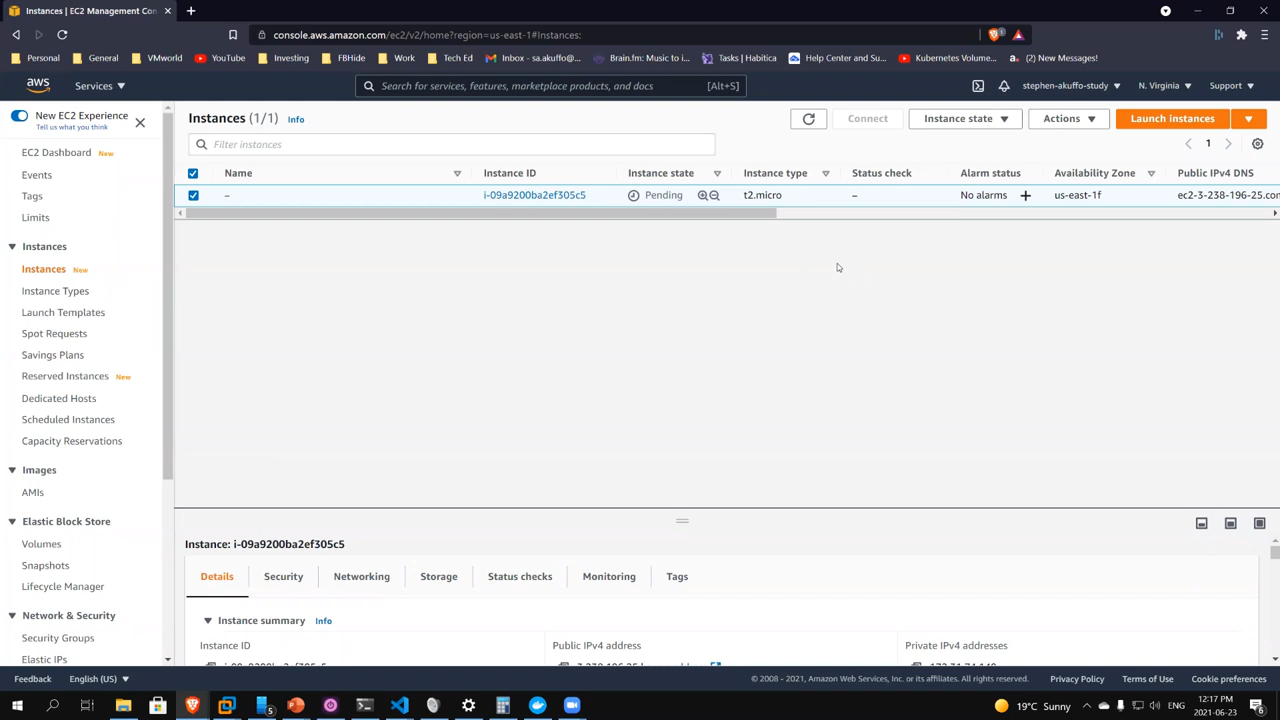 Instances | EC2 Management Con
console.aws.amazon.com/ec2/v2/home?region=us-east-1#Instances:
Personal General VMworld YouTube Investing FBHide Work Tech Ed Inbox - sa.akuffo@... Brain.fm: Music to i... Tasks | Habitica Help Center and Su... Kubernetes Volume... (60) New Messages!
aws Services Search for services, features, marketplace products, and docs [Alt+S] stephen-akuffo-study N. Virginia Support
New EC2 Experience
Tell us what you think
EC2 Dashboard New
Events
Tags
Limits
Instances
Instances New
Instance Types
Launch Templates
Spot Requests
Savings Plans
Reserved Instances New
Dedicated Hosts
Scheduled Instances
Capacity Reservations
Images
AMIs
Elastic Block Store
Volumes
Snapshots
Lifecycle Manager
Network & Security
Security Groups
Elastic IPs
Instances (1/1) Info Connect Instance state Actions Launch instances
Filter instances 1
Name Instance ID Instance state Instance type Status check Alarm status Availability Zone Public IPv4 DNS
– i-09a9200ba2ef305c5 Pending t2.micro – No alarms + us-east-1f ec2-3-238-196-25.con
Instance: i-09a9200ba2ef305c5
Details Security Networking Storage Status checks Monitoring Tags
Instance summary Info
Instance ID Public IPv4 address Private IPv4 addresses
Feedback English (US) © 2008 - 2021, Amazon Web Services, Inc. or its affiliates. All rights reserved. Privacy Policy Terms of Use Cookie preferences
5 19°C Sunny 12:17 PM
2021-06-23 6